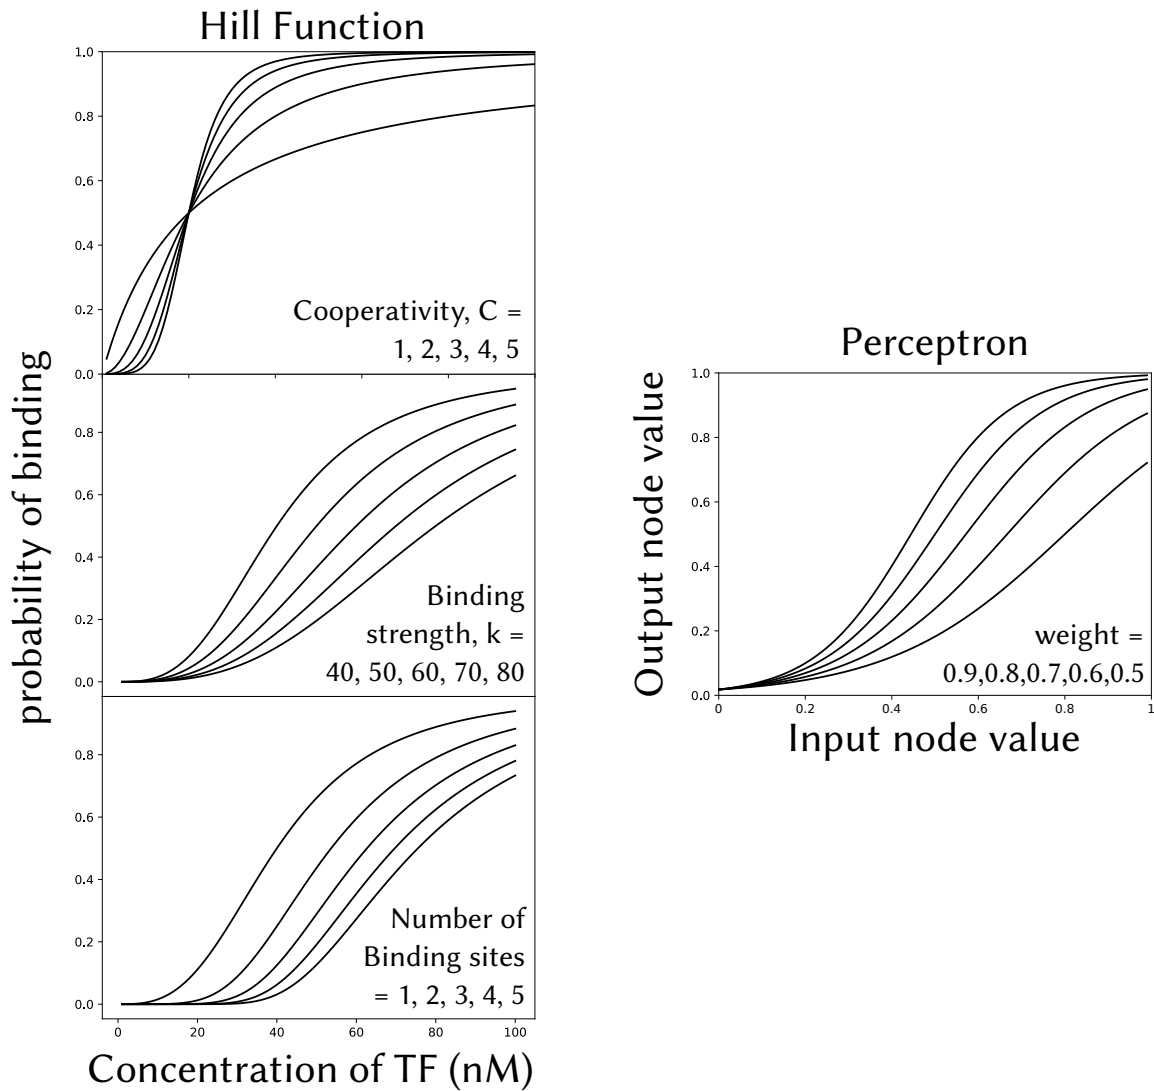 Hill Function
probability of binding
1.0
0.8
0.6
0.4
0.2
0.0
Cooperativity, C =
1, 2, 3, 4, 5
0.8
0.6
0.4
0.2
0.0
Binding
strength, k =
40, 50, 60, 70, 80
0.8
0.6
0.4
0.2
0.0
Number of
Binding sites
= 1, 2, 3, 4, 5
0 20 40 60 80 100
Concentration of TF (nM)
Perceptron
Output node value
1.0
0.8
0.6
0.4
0.2
0.0
weight =
0.9,0.8,0.7,0.6,0.5
0 0.2 0.4 0.6 0.8 1
Input node value